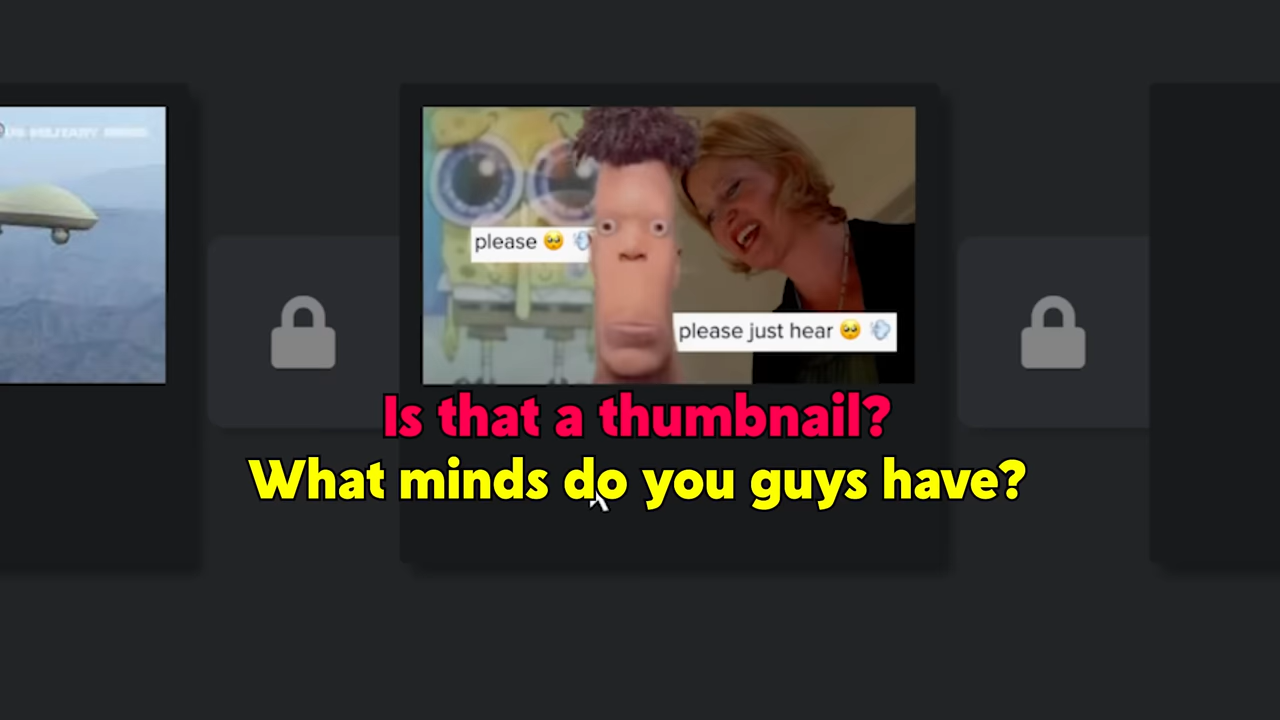 please 🥺 💨
please just hear 🥺 💨
Is that a thumbnail?
What minds do you guys have?